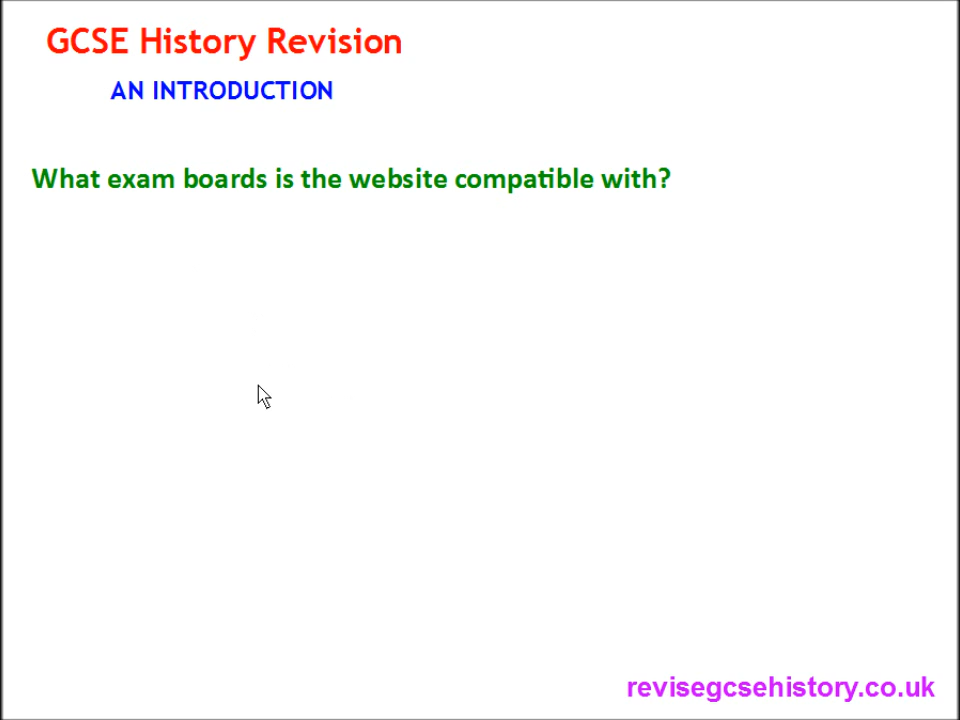 GCSE History Revision
AN INTRODUCTION
What exam boards is the website compatible with?
revisegcsehistory.co.uk